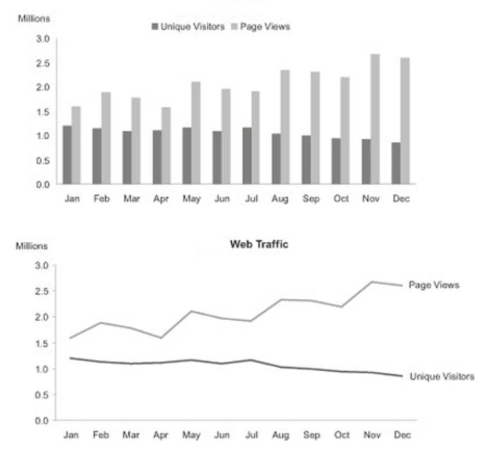 Millions
Unique Visitors Page Views
3.0
2.5
2.0
1.5
1.0
0.5
0.0
Jan Feb Mar Apr May Jun Jul Aug Sep Oct Nov Dec
Millions
Web Traffic
3.0
2.5
2.0
1.5
1.0
0.5
0.0
Page Views
Unique Visitors
Jan Feb Mar Apr May Jun Jul Aug Sep Oct Nov Dec